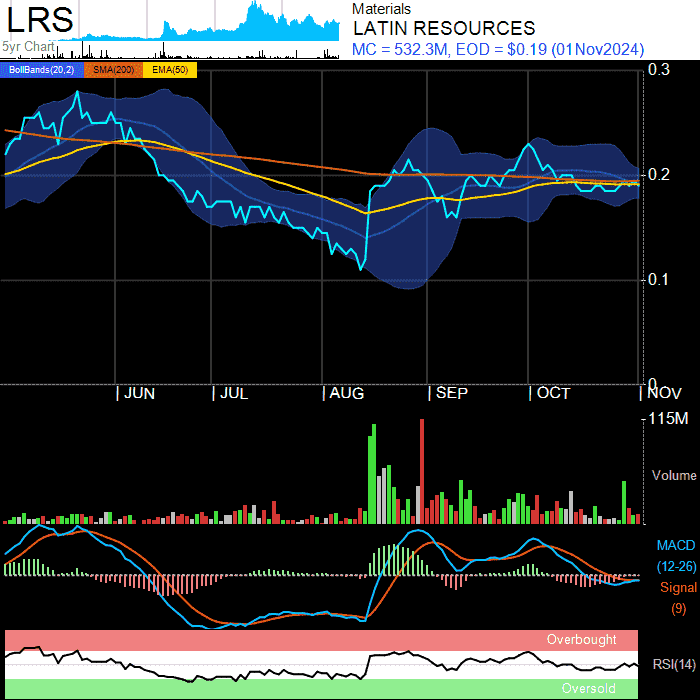 LRS
5yr Chart
Materials
LATIN RESOURCES
MC = 532.3M, EOD = $0.19 (01Nov2024)
BollBands(20,2) SMA(200) EMA(50)
0.3
0.2
0.1
0
| JUN | JUL | AUG | SEP | OCT | NOV
115M
Volume
MACD
(12-26)
Signal
(9)
Overbought
RSI(14)
Oversold